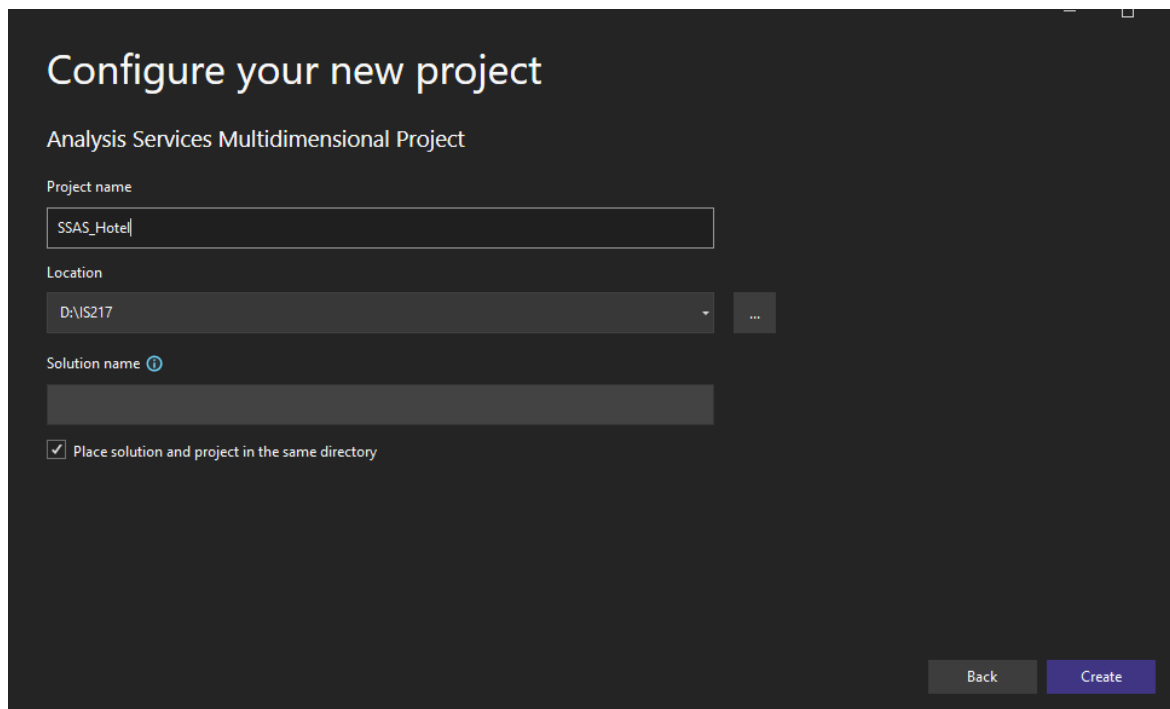 Configure your new project
Analysis Services Multidimensional Project
Project name
SSAS_Hotel
Location
D:\IS217
...
Solution name
Place solution and project in the same directory
Back
Create